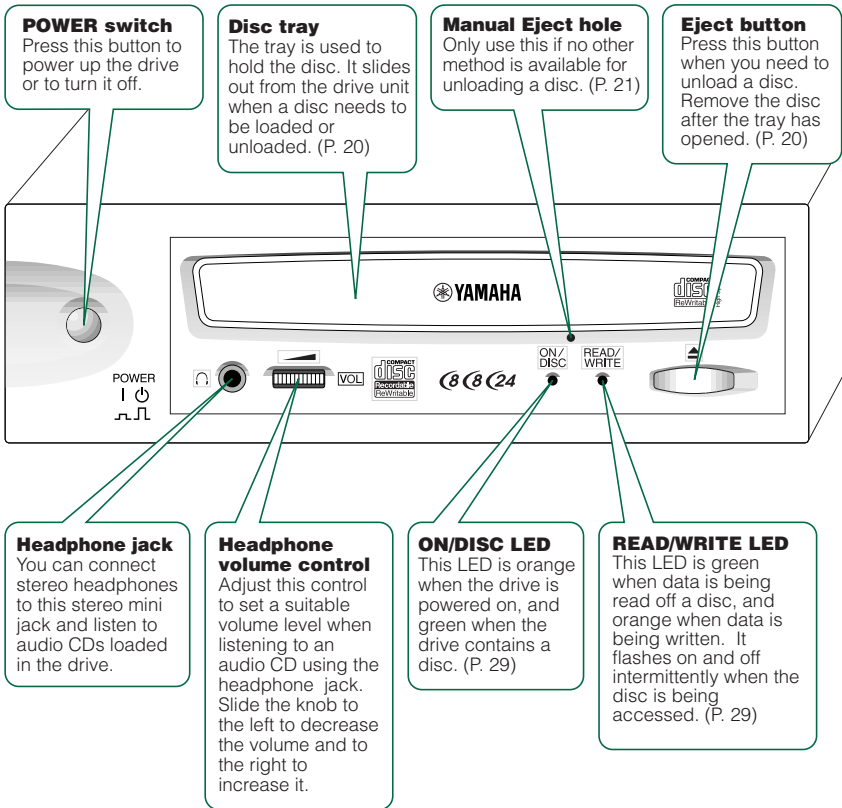 POWER switch
Press this button to
power up the drive
or to turn it off.
Disc tray
The tray is used to
hold the disc. It slides
out from the drive unit
when a disc needs to
be loaded or
unloaded. (P. 20)
Manual Eject hole
Only use this if no other
method is available for
unloading a disc. (P. 21)
Eject button
Press this button
when you need to
unload a disc.
Remove the disc
after the tray has
opened. (P. 20)
YAMAHA
COMPACT
disc
ReWritable
POWER
VOL
COMPACT
disc
Recordable
ReWritable
8 8 24
ON/
DISC
READ/
WRITE
Headphone jack
You can connect
stereo headphones
to this stereo mini
jack and listen to
audio CDs loaded
in the drive.
Headphone
volume control
Adjust this control
to set a suitable
volume level when
listening to an
audio CD using the
headphone jack.
Slide the knob to
the left to decrease
the volume and to
the right to
increase it.
ON/DISC LED
This LED is orange
when the drive is
powered on, and
green when the
drive contains a
disc. (P. 29)
READ/WRITE LED
This LED is green
when data is being
read off a disc, and
orange when data is
being written. It
flashes on and off
intermittently when the
disc is being
accessed. (P. 29)